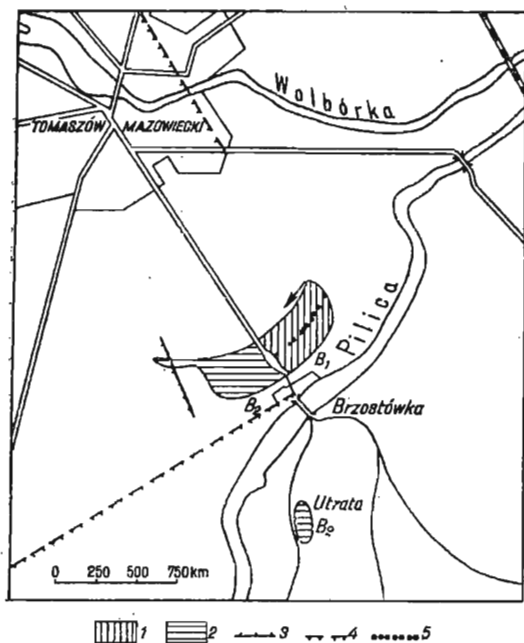 Wolbórka
TOMASZÓW MAZOWIECKI
Pilica
B1
B2
Brzostówka
Utrata
B2
0 250 500 750km
1 2 3 4 5